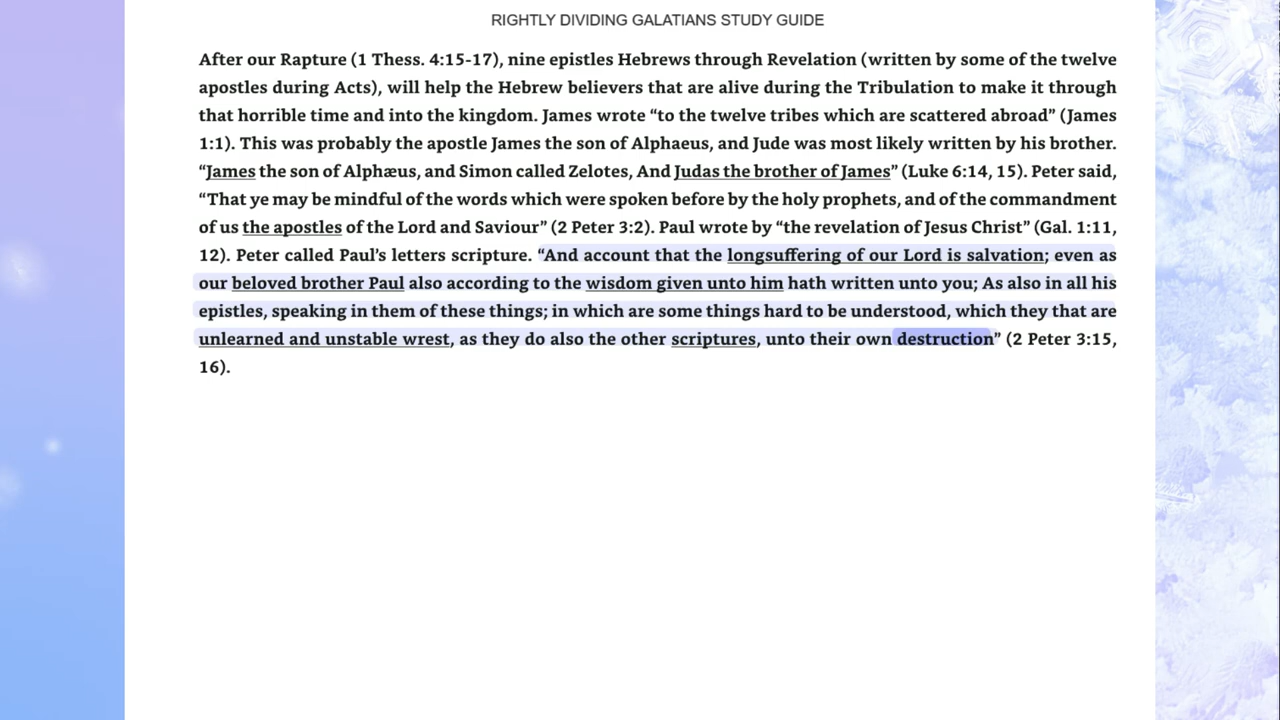 RIGHTLY DIVIDING GALATIANS STUDY GUIDE
After our Rapture (1 Thess. 4:15-17), nine epistles Hebrews through Revelation (written by some of the twelve
apostles during Acts), will help the Hebrew believers that are alive during the Tribulation to make it through
that horrible time and into the kingdom. James wrote “to the twelve tribes which are scattered abroad” (James
1:1). This was probably the apostle James the son of Alphaeus, and Jude was most likely written by his brother.
“James the son of Alphæus, and Simon called Zelotes, And Judas the brother of James” (Luke 6:14, 15). Peter said,
“That ye may be mindful of the words which were spoken before by the holy prophets, and of the commandment
of us the apostles of the Lord and Saviour” (2 Peter 3:2). Paul wrote by “the revelation of Jesus Christ” (Gal. 1:11,
12). Peter called Paul’s letters scripture. “And account that the longsuffering of our Lord is salvation; even as
our beloved brother Paul also according to the wisdom given unto him hath written unto you; As also in all his
epistles, speaking in them of these things; in which are some things hard to be understood, which they that are
unlearned and unstable wrest, as they do also the other scriptures, unto their own destruction” (2 Peter 3:15,
16).